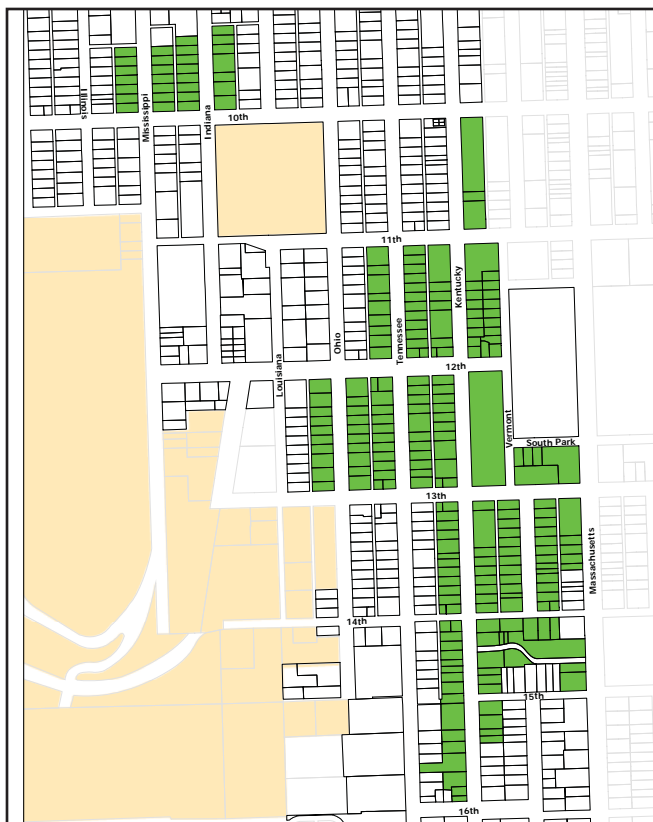 Illinois
Mississippi
Indiana
10th
11th
Kentucky
Tennessee
Ohio
Louisiana
12th
Vermont
South Park
13th
Massachusetts
14th
15th
16th